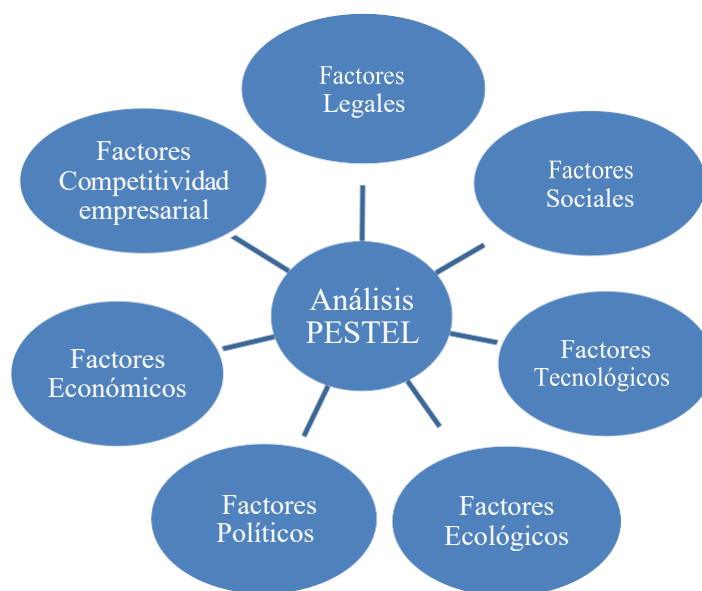 Factores
Legales
Factores
Competitividad
empresarial
Factores
Sociales
Análisis
PESTEL
Factores
Económicos
Factores
Tecnológicos
Factores
Políticos
Factores
Ecológicos